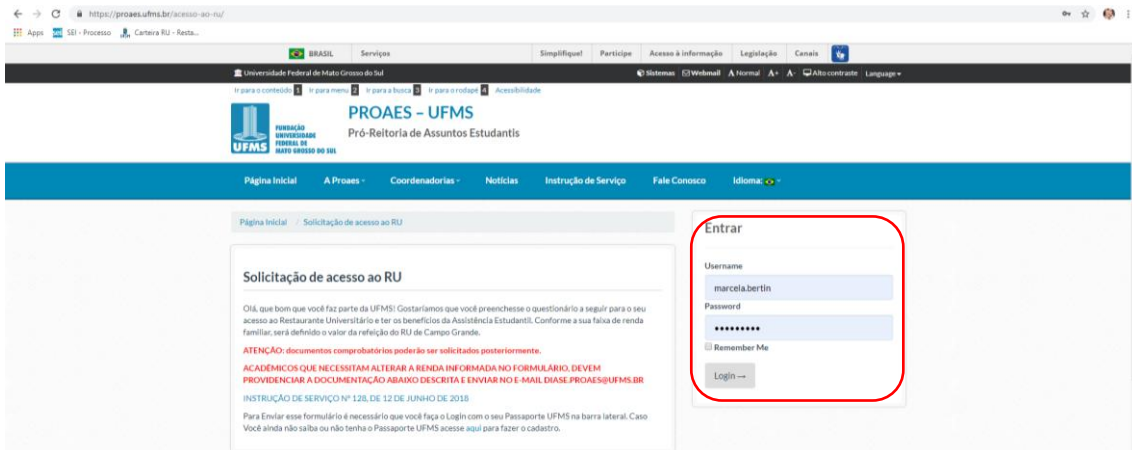 https://proaes.ufms.br/acesso-ao-ru/
Apps sei SEI - Processo Carteira RU - Resta...
BRASIL Serviços Simplifique! Participe Acesso à informação Legislação Canais
Universidade Federal de Mato Grosso do Sul Sistemas Webmail A Normal A+ A- Alto contraste Language
Ir para o conteúdo 1 Ir para menu 2 Ir para a busca 3 Ir para o rodape 4 Acessibilidade
PROAES – UFMS
Pró-Reitoria de Assuntos Estudantis
UFMS
FUNDAÇÃO
UNIVERSIDADE
FEDERAL DE
MATO GROSSO DO SUL
Página Inicial A Proaes Coordenadorias Notícias Instrução de Serviço Fale Conosco Idioma:
Página Inicial / Solicitação de acesso ao RU
Solicitação de acesso ao RU
Olá, que bom que você faz parte da UFMS! Gostaríamos que você preenchesse o questionário a seguir para o seu
acesso ao Restaurante Universitário e ter os benefícios da Assistência Estudantil. Conforme a sua faixa de renda
familiar, será definido o valor da refeição do RU de Campo Grande.
ATENÇÃO: documentos comprobatórios poderão ser solicitados posteriormente.
ACADÊMICOS QUE NECESSITAM ALTERAR A RENDA INFORMADA NO FORMULÁRIO, DEVEM
PROVIDENCIAR A DOCUMENTAÇÃO ABAIXO DESCRITA E ENVIAR NO E-MAIL DIASE.PROAES@UFMS.BR
INSTRUÇÃO DE SERVIÇO Nº 128, DE 12 DE JUNHO DE 2018
Para Enviar esse formulário é necessário que você faça o Login com o seu Passaporte UFMS na barra lateral. Caso
Você ainda não saiba ou não tenha o Passaporte UFMS acesse aqui para fazer o cadastro.
Entrar
Username
marcela.bertin
Password
•••••••••
Remember Me
Login →